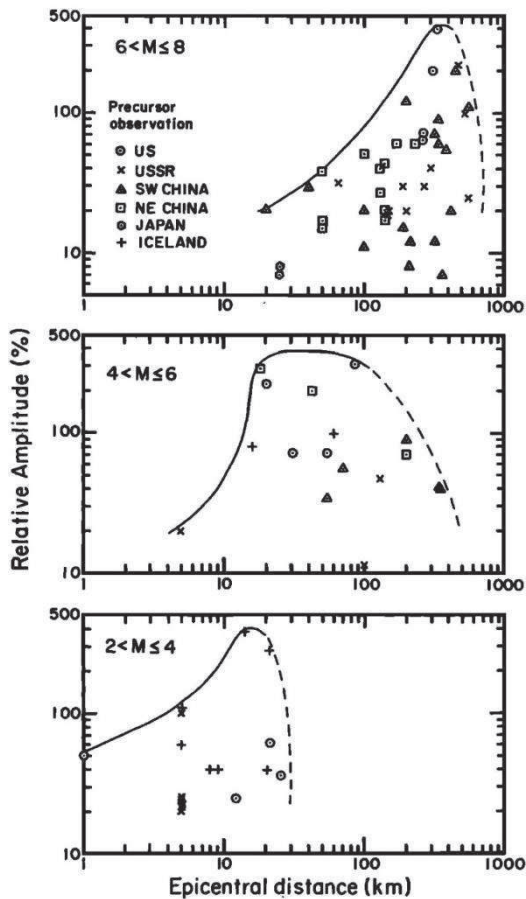 500
6<M≤8
Precursor
observation
US
USSR
SW CHINA
NE CHINA
JAPAN
ICELAND
100
10
1 10 100 1000
500
4<M≤6
100
10
1 10 100 1000
500
2<M≤4
100
10
1 10 100 1000
Relative Amplitude (%)
Epicentral distance (km)